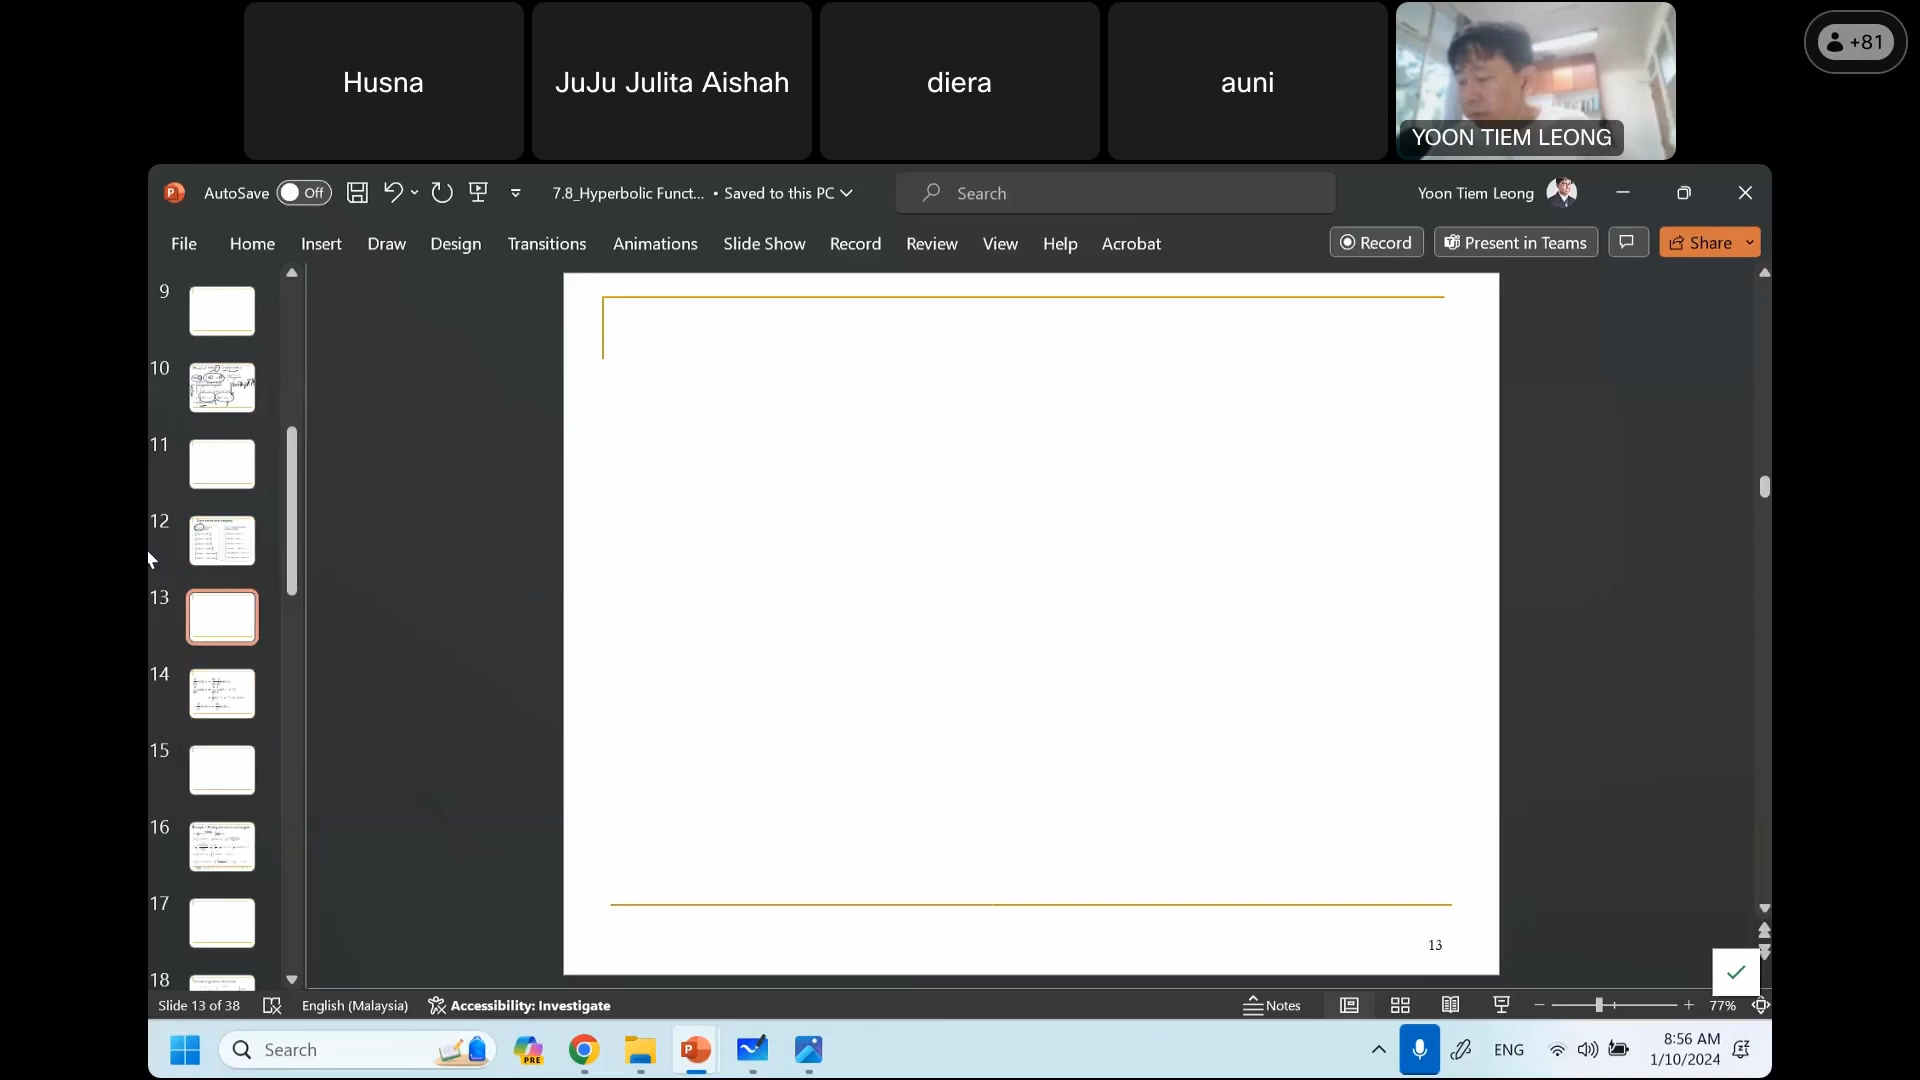 Husna
JuJu Julita Aishah
diera
auni
YOON TIEM LEONG
+81
AutoSave Off
7.8_Hyperbolic Funct... • Saved to this PC
Search
Yoon Tiem Leong
File Home Insert Draw Design Transitions Animations Slide Show Record Review View Help Acrobat
Record
Present in Teams
Share
9
10
11
12
13
14
15
16
17
18
13
Slide 13 of 38
English (Malaysia)
Accessibility: Investigate
Notes
77%
Search
PRE
ENG
8:56 AM
1/10/2024